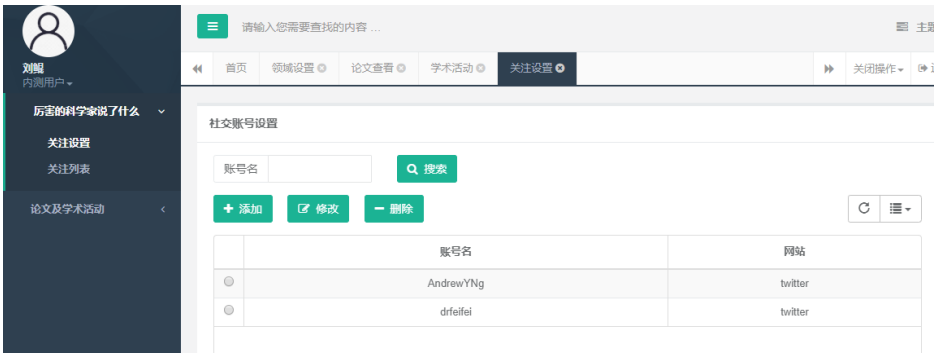 请输入您需要查找的内容 …
主题
刘鲲
内测用户
首页 领域设置 论文查看 学术活动 关注设置 关闭操作
厉害的科学家说了什么
关注设置
关注列表
论文及学术活动
社交账号设置
账号名 搜索
添加 修改 删除
账号名 网站
AndrewYNg twitter
drfeifei twitter